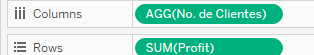 Columns AGG(No. de Clientes)
Rows SUM(Profit)